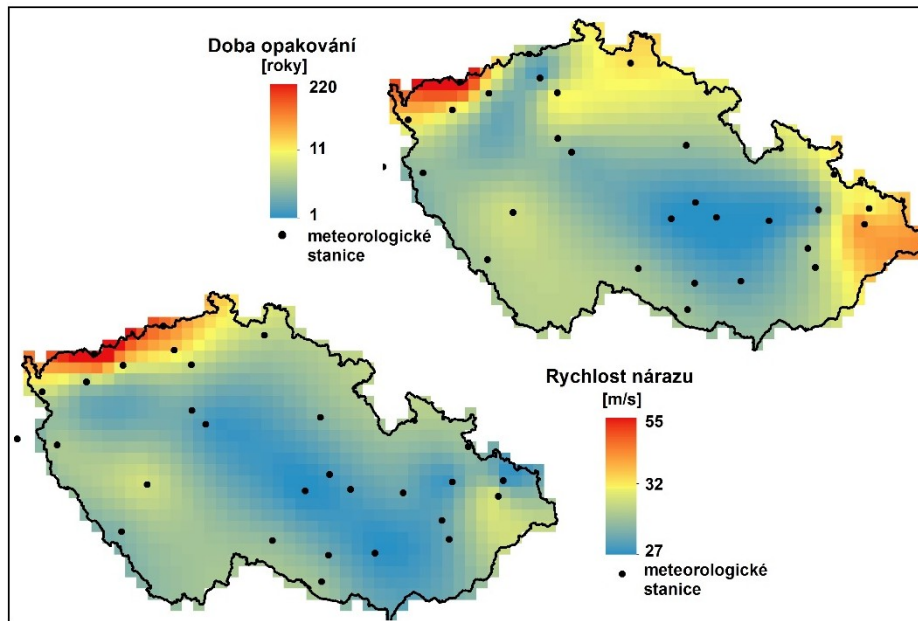 Doba opakování
[roky]
220
11
1
meteorologické
stanice
Rychlost nárazu
[m/s]
55
32
27
meteorologické
stanice